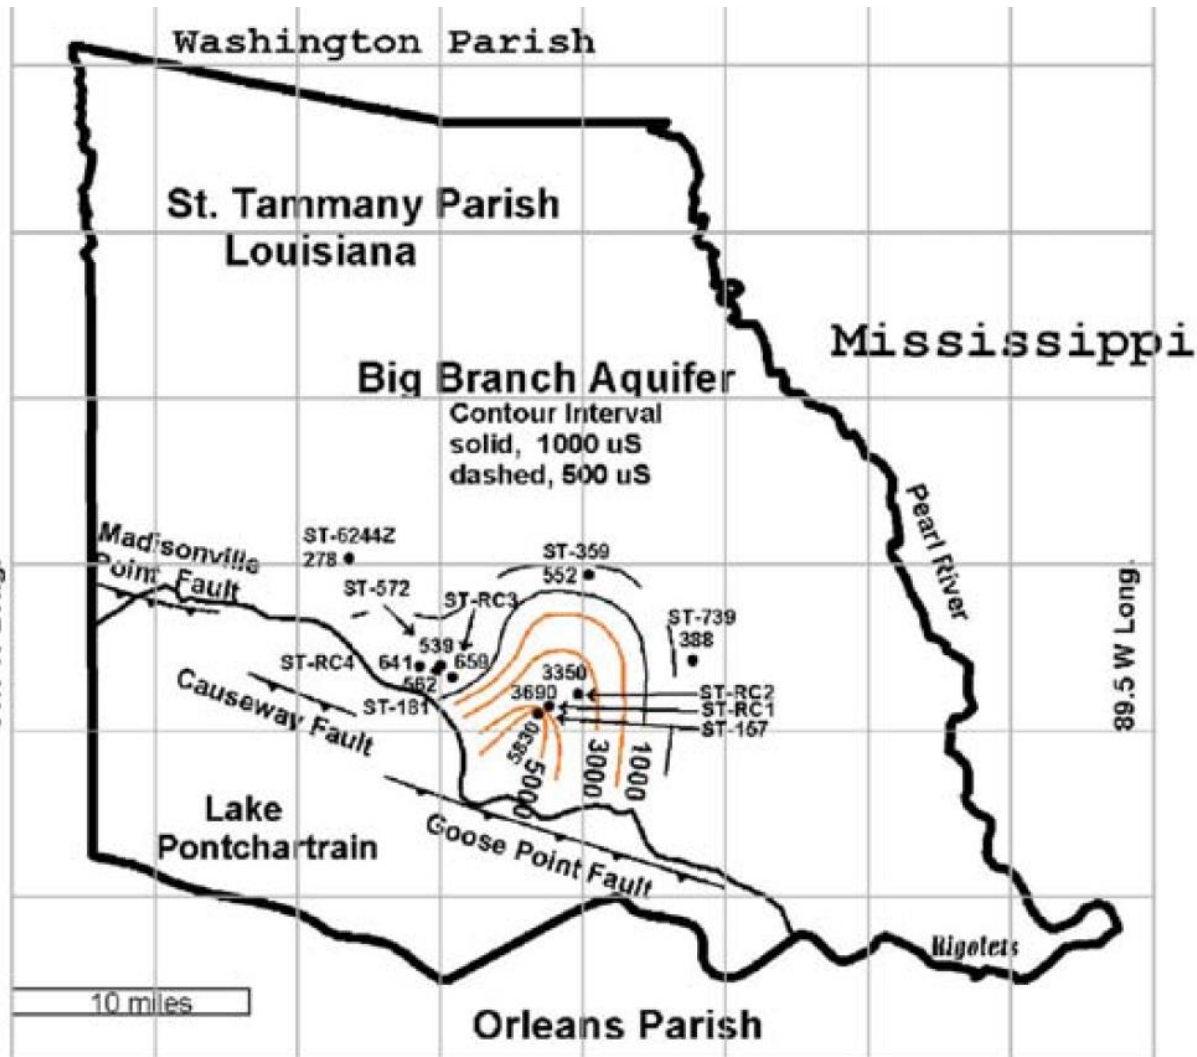 Washington Parish
St. Tammany Parish
Louisiana
Mississippi
Big Branch Aquifer
Contour Interval
solid, 1000 uS
dashed, 500 uS
Pearl River
Madisonville
Point Fault
ST-6244Z
278
ST-359
552
ST-572
ST-RC3
ST-739
388
539
ST-RC4
641
659
562
ST-181
3350
3690
ST-RC2
ST-RC1
ST-157
5830
5000
3000
1000
Causeway Fault
89.5 W Long.
Lake
Pontchartrain
Goose Point Fault
Rigolets
10 miles
Orleans Parish